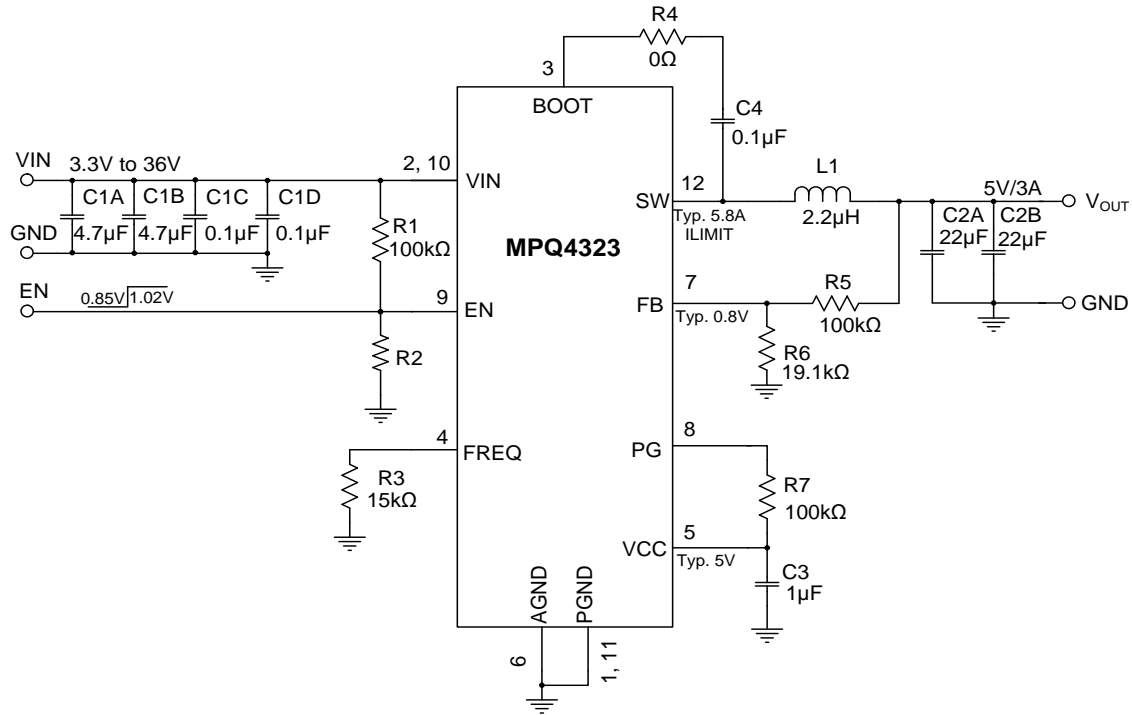 R4
0Ω
3
BOOT
C4
0.1µF
VIN
3.3V to 36V
2, 10
VIN
C1A
C1B
C1C
C1D
4.7µF
4.7µF
0.1µF
0.1µF
GND
R1
100kΩ
12
SW
Typ. 5.8A
ILIMIT
L1
2.2µH
5V/3A
VOUT
C2A
C2B
22µF
22µF
MPQ4323
EN
0.85V
1.02V
9
EN
7
FB
Typ. 0.8V
R5
100kΩ
GND
R2
R6
19.1kΩ
4
FREQ
R3
15kΩ
8
PG
R7
100kΩ
5
VCC
Typ. 5V
C3
1µF
AGND
PGND
6
1, 11